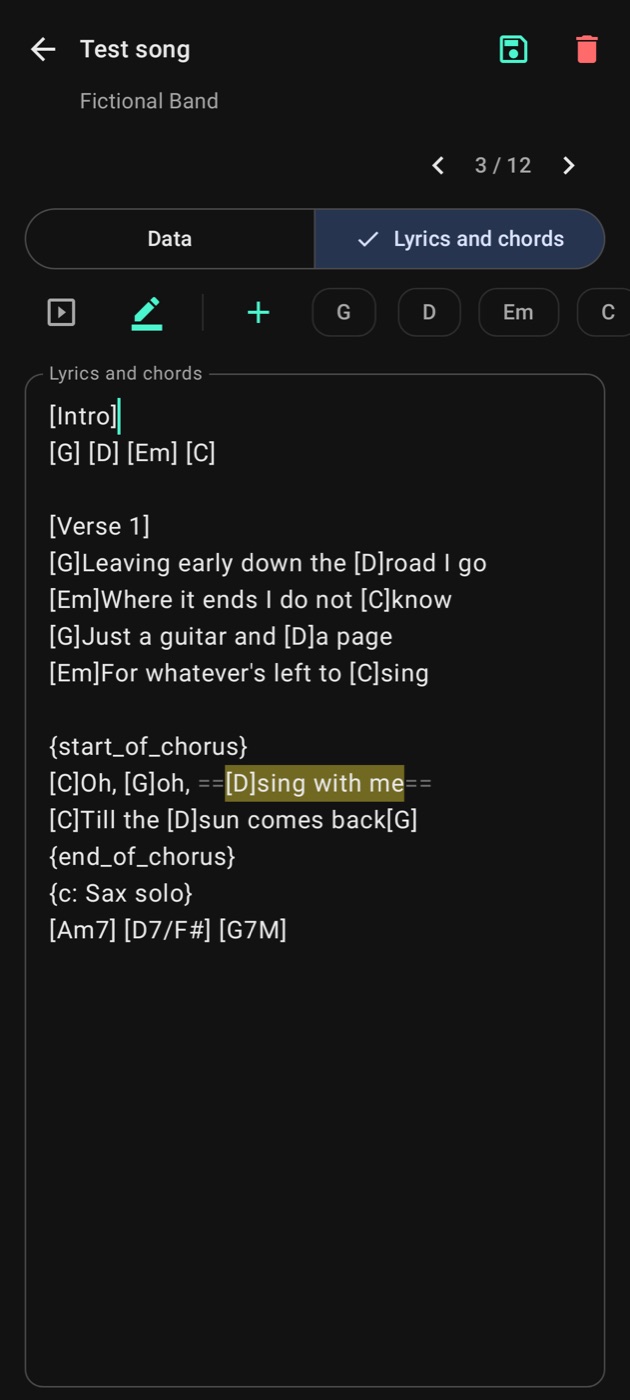 Test song
Fictional Band
3 / 12
Data
Lyrics and chords
G
D
Em
C
Lyrics and chords
[Intro]
[G] [D] [Em] [C]
[Verse 1]
[G]Leaving early down the [D]road I go
[Em]Where it ends I do not [C]know
[G]Just a guitar and [D]a page
[Em]For whatever's left to [C]sing
{start_of_chorus}
[C]Oh, [G]oh, ==[D]sing with me==
[C]Till the [D]sun comes back[G]
{end_of_chorus}
{c: Sax solo}
[Am7] [D7/F#] [G7M]